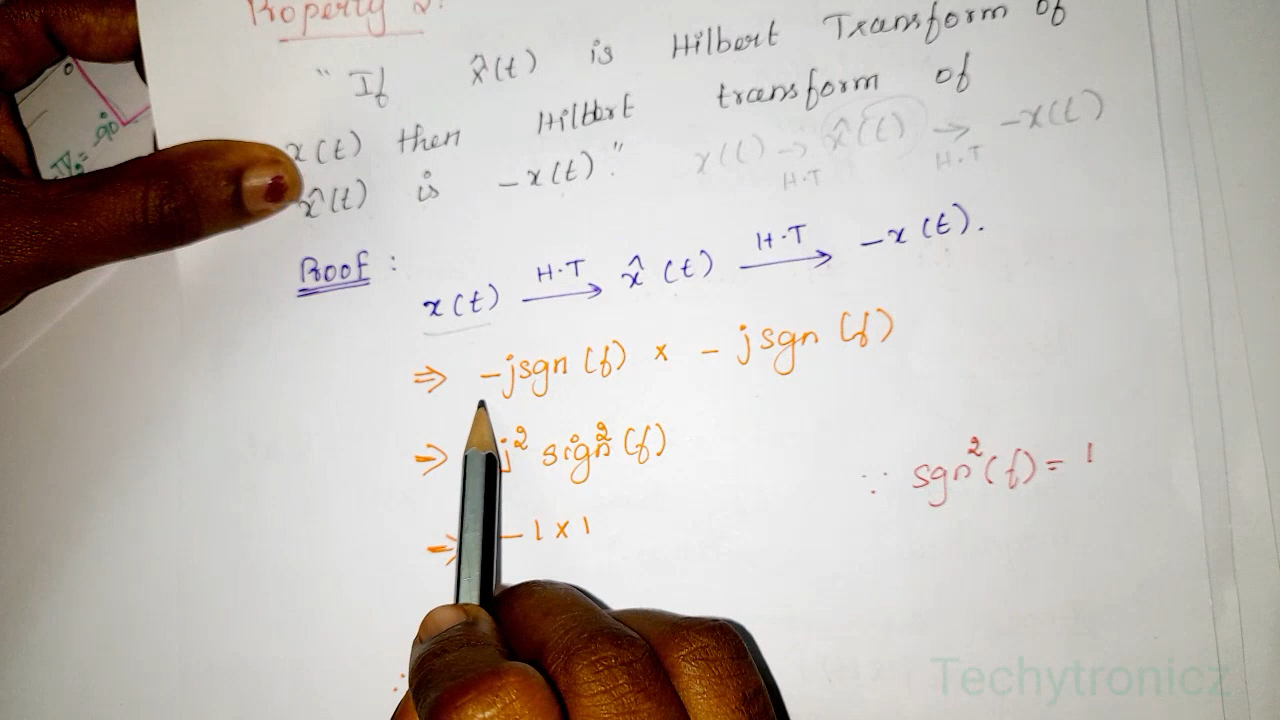 Property 2:
"If x̂(t) is Hilbert Transform of
x(t) then Hilbert transform of
x̂(t) is -x(t)."
x(t) → x̂(t) → -x(t)
H.T H.T
Proof :
x(t) H.T→ x̂(t) H.T→ -x(t).
⇒ -jsgn(f) x - jsgn(f)
⇒ j² sign²(f)
∵ sgn²(f) = 1
⇒ -1 x 1
90
Techytronicz